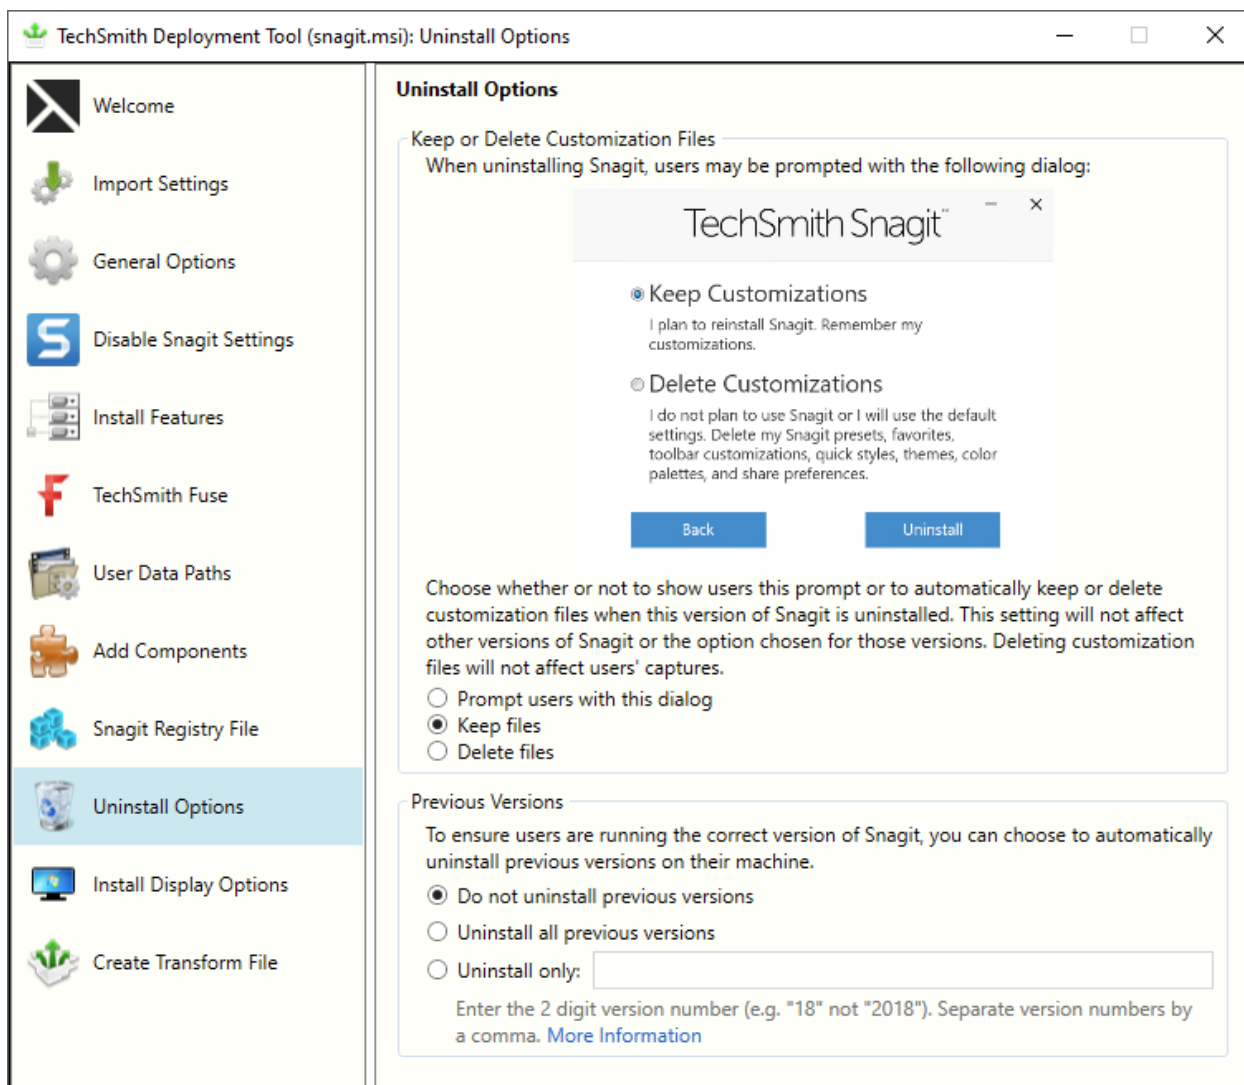 TechSmith Deployment Tool (snagit.msi): Uninstall Options
Welcome
Import Settings
General Options
Disable Snagit Settings
Install Features
TechSmith Fuse
User Data Paths
Add Components
Snagit Registry File
Uninstall Options
Install Display Options
Create Transform File
Uninstall Options
Keep or Delete Customization Files
When uninstalling Snagit, users may be prompted with the following dialog:
TechSmith Snagit™
Keep Customizations
I plan to reinstall Snagit. Remember my
customizations.
Delete Customizations
I do not plan to use Snagit or I will use the default
settings. Delete my Snagit presets, favorites,
toolbar customizations, quick styles, themes, color
palettes, and share preferences.
Back
Uninstall
Choose whether or not to show users this prompt or to automatically keep or delete
customization files when this version of Snagit is uninstalled. This setting will not affect
other versions of Snagit or the option chosen for those versions. Deleting customization
files will not affect users' captures.
Prompt users with this dialog
Keep files
Delete files
Previous Versions
To ensure users are running the correct version of Snagit, you can choose to automatically
uninstall previous versions on their machine.
Do not uninstall previous versions
Uninstall all previous versions
Uninstall only:
Enter the 2 digit version number (e.g. "18" not "2018"). Separate version numbers by
a comma. More Information